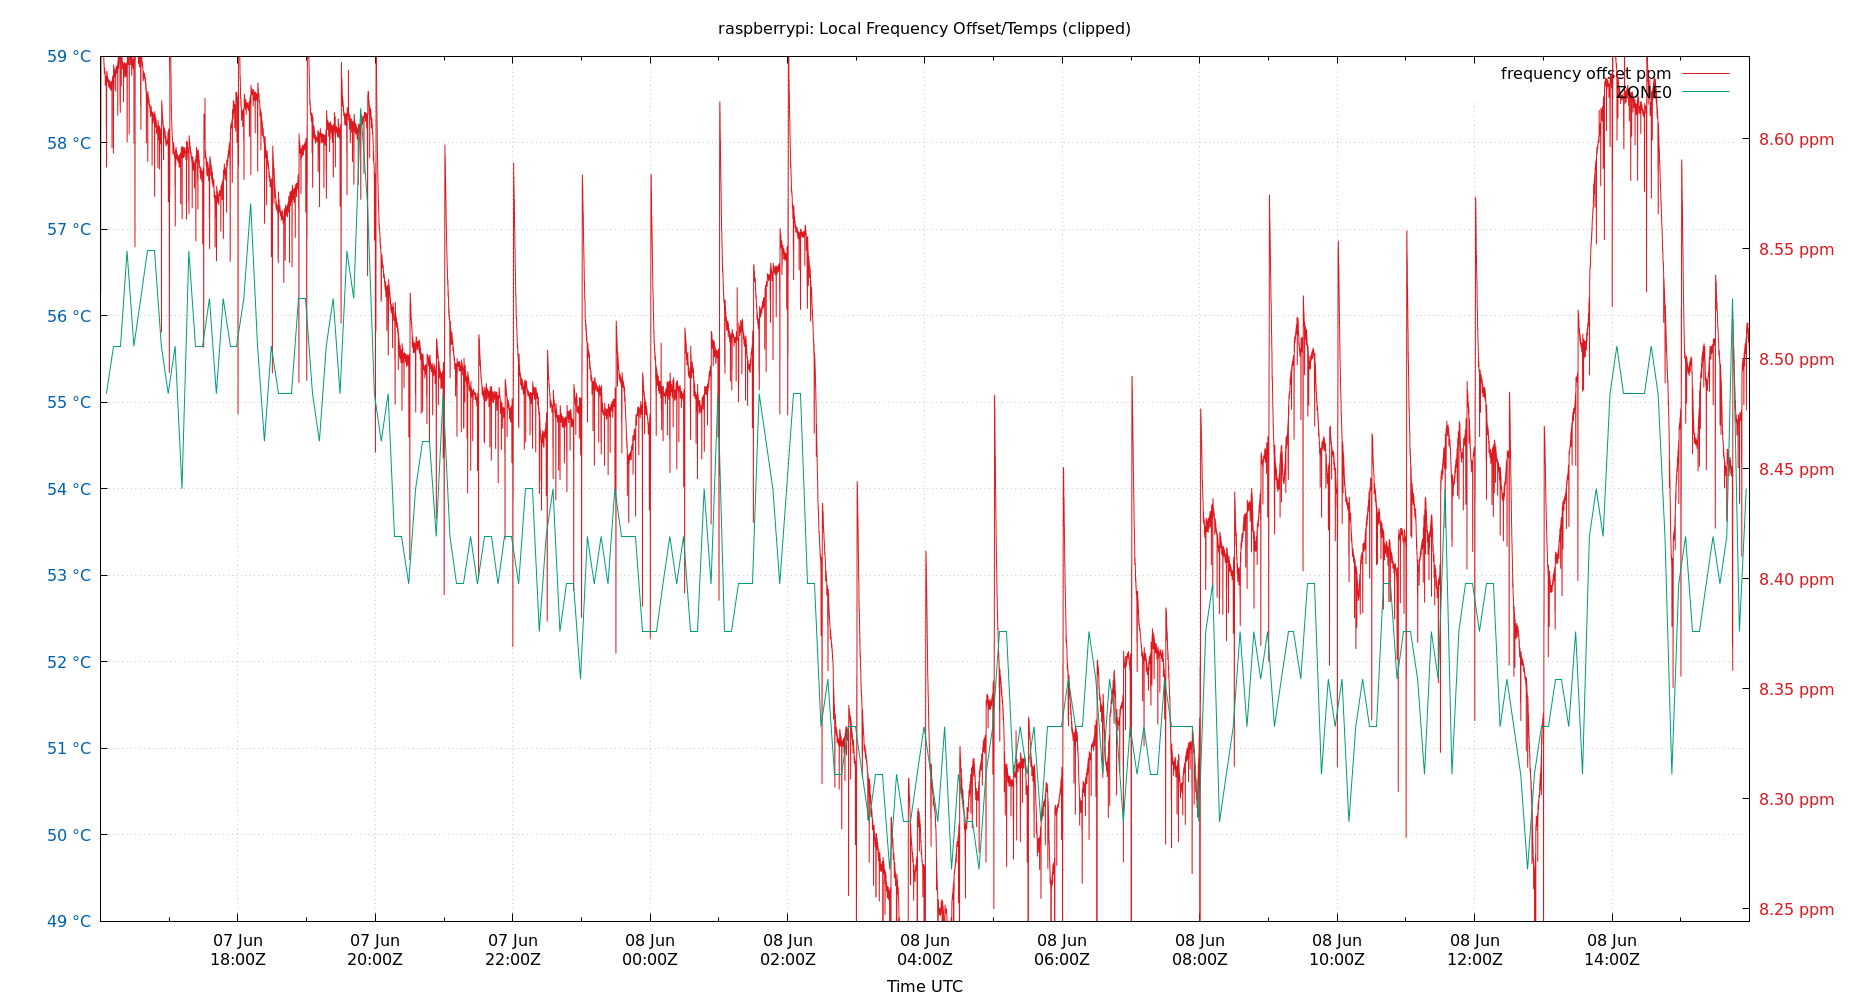 raspberrypi: Local Frequency Offset/Temps (clipped)
frequency offset ppm
ZONE0
59 °C
58 °C
57 °C
56 °C
55 °C
54 °C
53 °C
52 °C
51 °C
50 °C
49 °C
8.60 ppm
8.55 ppm
8.50 ppm
8.45 ppm
8.40 ppm
8.35 ppm
8.30 ppm
8.25 ppm
07 Jun 07 Jun 07 Jun 08 Jun 08 Jun 08 Jun 08 Jun 08 Jun 08 Jun 08 Jun 08 Jun
18:00Z 20:00Z 22:00Z 00:00Z 02:00Z 04:00Z 06:00Z 08:00Z 10:00Z 12:00Z 14:00Z
Time UTC